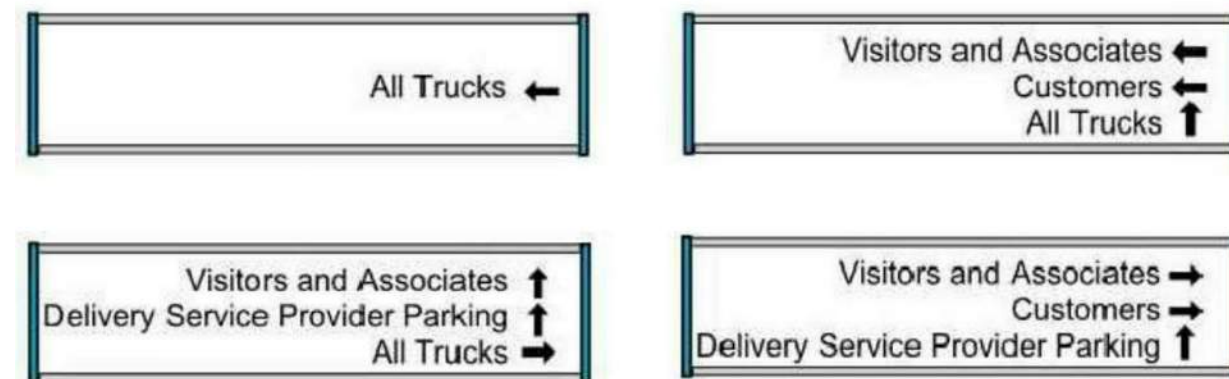 All Trucks ←
Visitors and Associates ←
Customers ←
All Trucks ↑
Visitors and Associates ↑
Delivery Service Provider Parking ↑
All Trucks →
Visitors and Associates →
Customers →
Delivery Service Provider Parking ↑